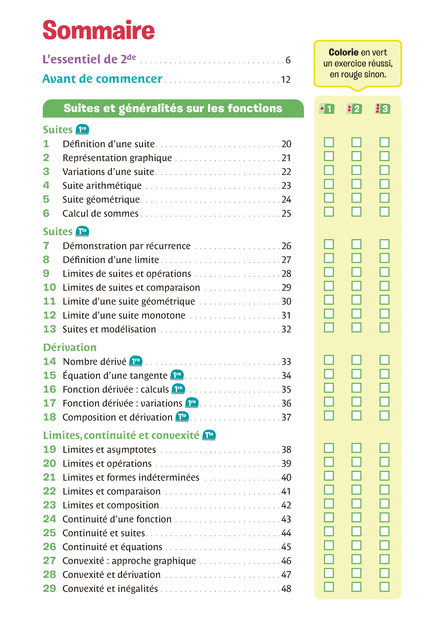 Sommaire
L'essentiel de 2de 6
Avant de commencer 12
Colorie en vert
un exercice réussi,
en rouge sinon.
Suites et généralités sur les fonctions
1 2 3
Suites 1re
1 Définition d'une suite 20
2 Représentation graphique 21
3 Variations d'une suite 22
4 Suite arithmétique 23
5 Suite géométrique 24
6 Calcul de sommes 25
Suites Tle
7 Démonstration par récurrence 26
8 Définition d'une limite 27
9 Limites de suites et opérations 28
10 Limites de suites et comparaison 29
11 Limite d'une suite géométrique 30
12 Limite d'une suite monotone 31
13 Suites et modélisation 32
Dérivation
14 Nombre dérivé 1re 33
15 Équation d'une tangente 1re 34
16 Fonction dérivée : calculs 1re 35
17 Fonction dérivée : variations 1re 36
18 Composition et dérivation Tle 37
Limites, continuité et convexité Tle
19 Limites et asymptotes 38
20 Limites et opérations 39
21 Limites et formes indéterminées 40
22 Limites et comparaison 41
23 Limites et composition 42
24 Continuité d'une fonction 43
25 Continuité et suites 44
26 Continuité et équations 45
27 Convexité : approche graphique 46
28 Convexité et dérivation 47
29 Convexité et inégalités 48